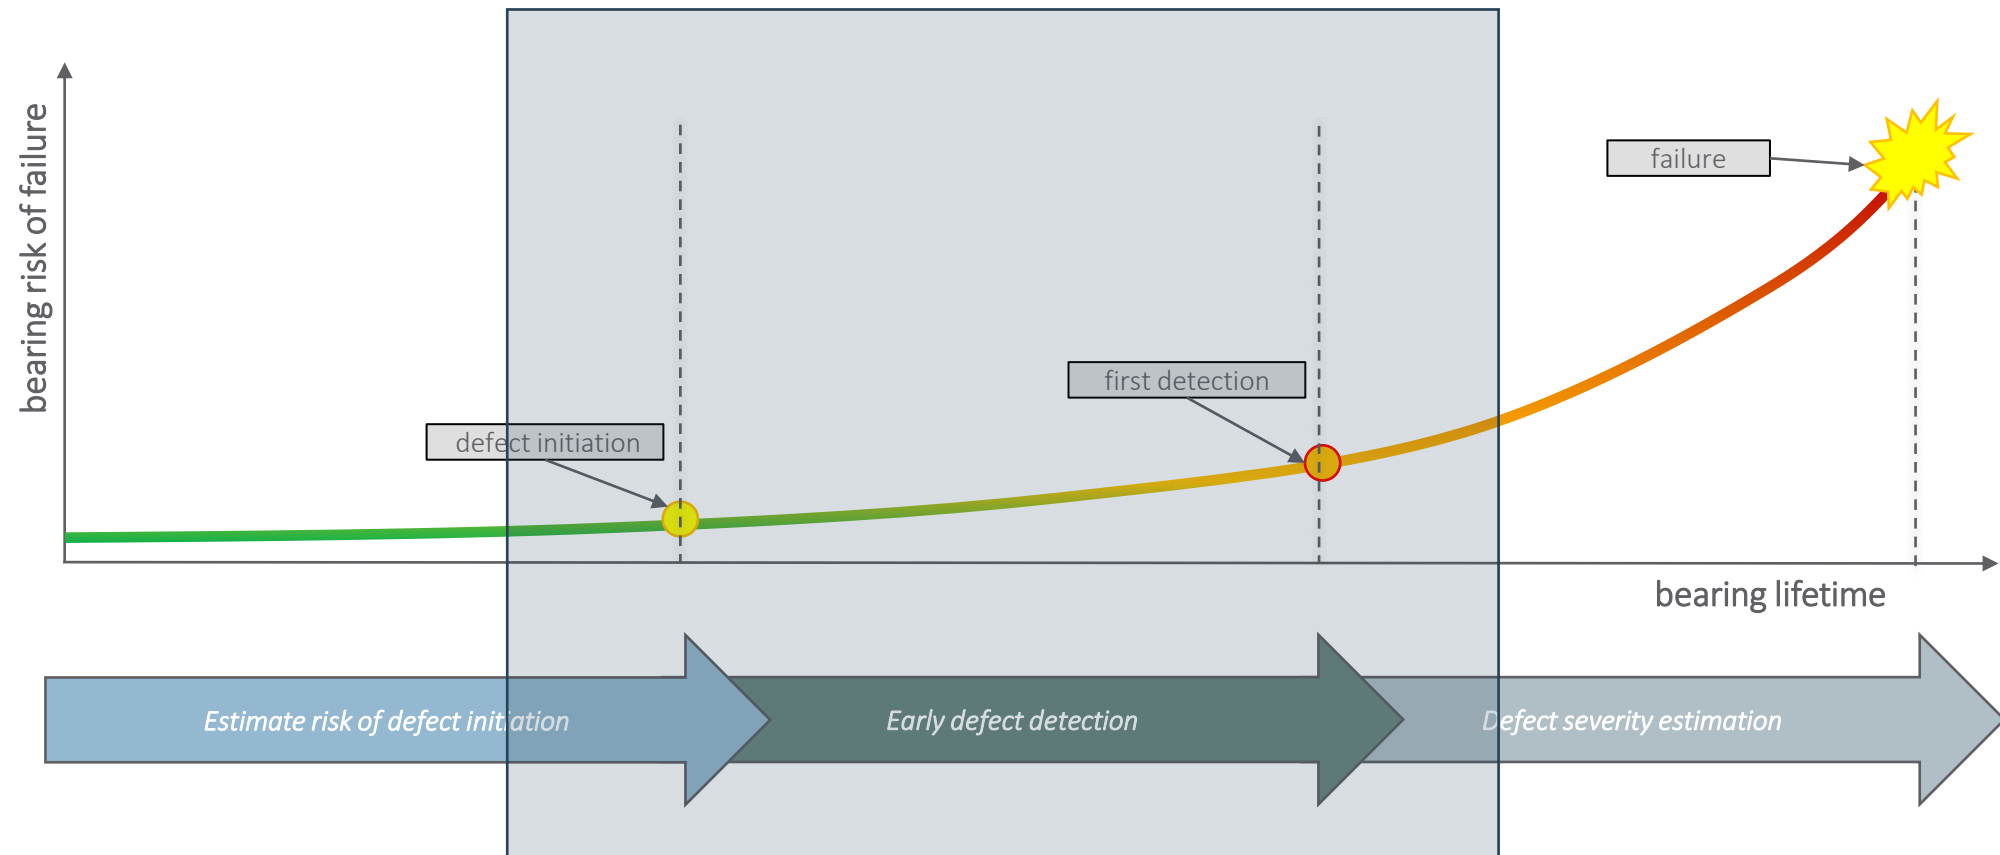 bearing risk of failure
failure
first detection
defect initiation
bearing lifetime
Estimate risk of defect initiation
Early defect detection
Defect severity estimation